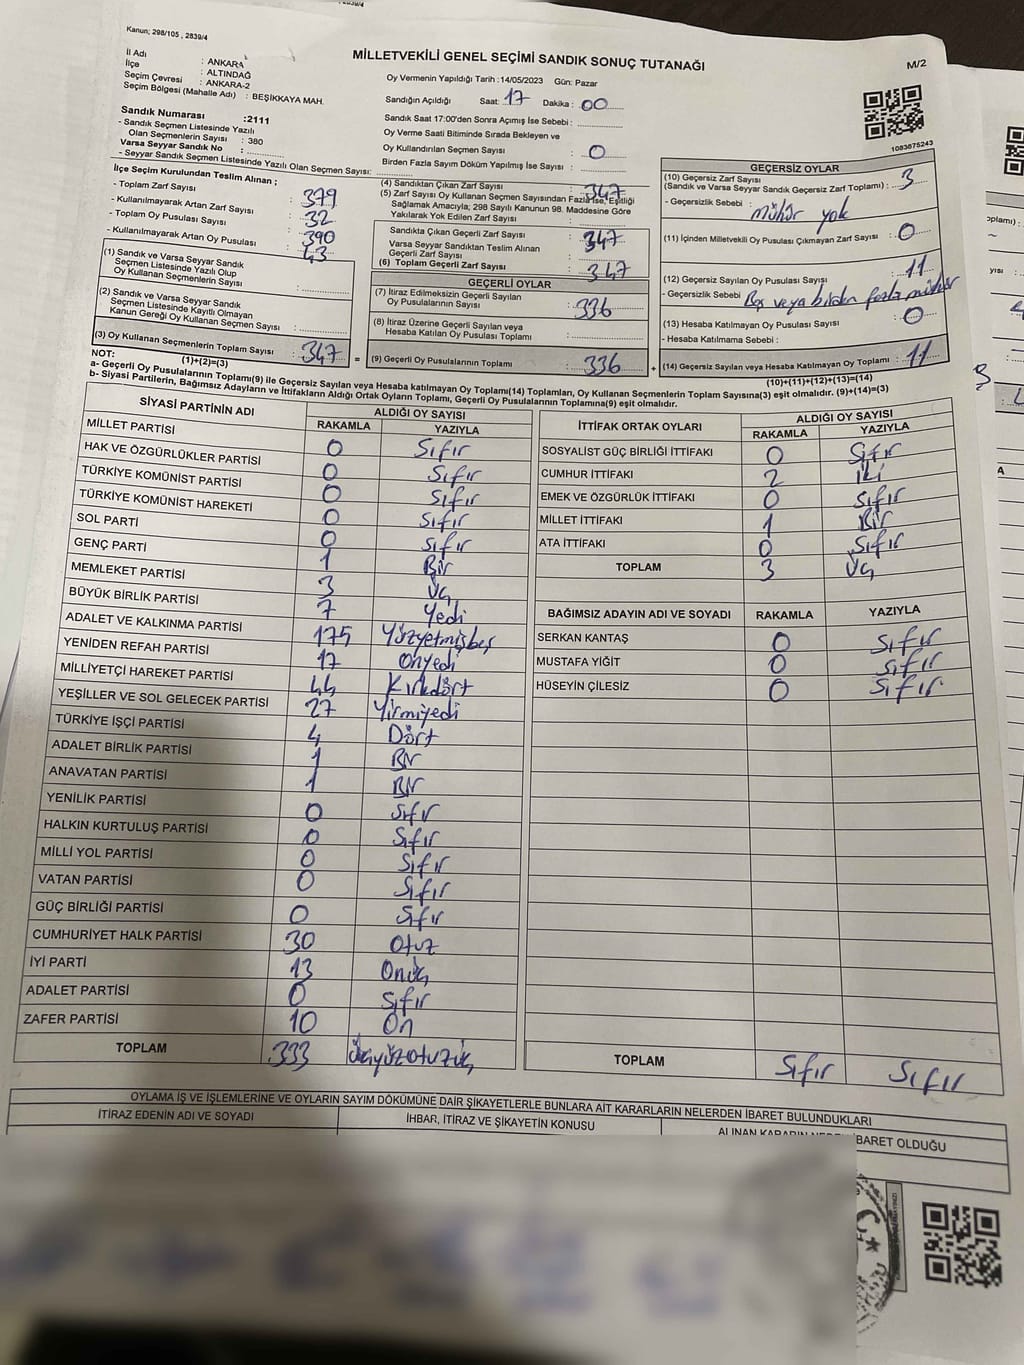 Kanun; 298/105 , 2839/4
MİLLETVEKİLİ GENEL SEÇİMİ SANDIK SONUÇ TUTANAĞI
M/2
İl Adı : ANKARA
İlçe : ALTINDAĞ
Seçim Çevresi : ANKARA-2
Seçim Bölgesi (Mahalle Adı) : BEŞİKKAYA MAH.
Sandık Numarası :2111
- Sandık Seçmen Listesinde Yazılı
Olan Seçmenlerin Sayısı : 380
Varsa Seyyar Sandık No :
- Seyyar Sandık Seçmen Listesinde Yazılı Olan Seçmen Sayısı:
Oy Vermenin Yapıldığı Tarih :14/05/2023 Gün: Pazar
Sandığın Açıldığı Saat: 17 Dakika : 00
Sandık Saat 17:00'den Sonra Açımış İse Sebebi :
Oy Verme Saati Bitiminde Sırada Bekleyen ve
Oy Kullandırılan Seçmen Sayısı : 0
Birden Fazla Sayım Döküm Yapılmış İse Sayısı :
1083875243
İlçe Seçim Kurulundan Teslim Alınan ;
- Toplam Zarf Sayısı : 379
- Kullanılmayarak Artan Zarf Sayısı : 32
- Toplam Oy Pusulası Sayısı : 390
- Kullanılmayarak Artan Oy Pusulası : 43
(1) Sandık ve Varsa Seyyar Sandık
Seçmen Listesinde Yazılı Olup
Oy Kullanan Seçmenlerin Sayısı :
(2) Sandık ve Varsa Seyyar Sandık
Seçmen Listesinde Kayıtlı Olmayan
Kanun Gereği Oy Kullanan Seçmen Sayısı :
(3) Oy Kullanan Seçmenlerin Toplam Sayısı : 347 =
(1)+(2)=(3)
(4) Sandıktan Çıkan Zarf Sayısı : 347
(5) Zarf Sayısı Oy Kullanan Seçmen Sayısından Fazla İse, Eşitliği
Sağlamak Amacıyla; 298 Sayılı Kanunun 98. Maddesine Göre
Yakılarak Yok Edilen Zarf Sayısı :
Sandıkta Çıkan Geçerli Zarf Sayısı : 347
Varsa Seyyar Sandıktan Teslim Alınan
Geçerli Zarf Sayısı :
(6) Toplam Geçerli Zarf Sayısı : 347
GEÇERLİ OYLAR
(7) İtiraz Edilmeksizin Geçerli Sayılan
Oy Pusulalarının Sayısı : 336
(8) İtiraz Üzerine Geçerli Sayılan veya
Hesaba Katılan Oy Pusulası Toplamı :
(9) Geçerli Oy Pusulalarının Toplamı : 336 +
GEÇERSİZ OYLAR
(10) Geçersiz Zarf Sayısı
(Sandık ve Varsa Seyyar Sandık Geçersiz Zarf Toplamı) : 3
- Geçersizlik Sebebi : mühür yok
(11) İçinden Milletvekili Oy Pusulası Çıkmayan Zarf Sayısı : 0
(12) Geçersiz Sayılan Oy Pusulası Sayısı : 11
- Geçersizlik Sebebi Boş veya birden fazla mühür
(13) Hesaba Katılmayan Oy Pusulası Sayısı : 0
- Hesaba Katılmama Sebebi :
(14) Geçersiz Sayılan veya Hesaba Katılmayan Oy Toplamı : 11
(10)+(11)+(12)+(13)=(14)
NOT:
a- Geçerli Oy Pusulalarının Toplamı(9) ile Geçersiz Sayılan veya Hesaba katılmayan Oy Toplamı(14) Toplamları, Oy Kullanan Seçmenlerin Toplam Sayısına(3) eşit olmalıdır. (9)+(14)=(3)
b- Siyasi Partilerin, Bağımsız Adayların ve İttifakların Aldığı Ortak Oyların Toplamı, Geçerli Oy Pusulalarının Toplamına(9) eşit olmalıdır.
SİYASİ PARTİNİN ADI ALDIĞI OY SAYISI
RAKAMLA YAZIYLA
MİLLET PARTİSİ 0 Sıfır
HAK VE ÖZGÜRLÜKLER PARTİSİ 0 Sıfır
TÜRKİYE KOMÜNİST PARTİSİ 0 Sıfır
TÜRKİYE KOMÜNİST HAREKETİ 0 Sıfır
SOL PARTİ 0 Sıfır
GENÇ PARTİ 1 Bir
MEMLEKET PARTİSİ 3 Üç
BÜYÜK BİRLİK PARTİSİ 7 Yedi
ADALET VE KALKINMA PARTİSİ 175 Yüzyetmişbeş
YENİDEN REFAH PARTİSİ 17 Onyedi
MİLLİYETÇİ HAREKET PARTİSİ 44 Kırkdört
YEŞİLLER VE SOL GELECEK PARTİSİ 27 Yirmiyedi
TÜRKİYE İŞÇİ PARTİSİ 4 Dört
ADALET BİRLİK PARTİSİ 1 Bir
ANAVATAN PARTİSİ 1 Bir
YENİLİK PARTİSİ 0 Sıfır
HALKIN KURTULUŞ PARTİSİ 0 Sıfır
MİLLİ YOL PARTİSİ 0 Sıfır
VATAN PARTİSİ 0 Sıfır
GÜÇ BİRLİĞİ PARTİSİ 0 Sıfır
CUMHURİYET HALK PARTİSİ 30 Otuz
İYİ PARTİ 13 Onüç
ADALET PARTİSİ 0 Sıfır
ZAFER PARTİSİ 10 On
TOPLAM 333 üçyüzotuzüç
İTTİFAK ORTAK OYLARI ALDIĞI OY SAYISI
RAKAMLA YAZIYLA
SOSYALİST GÜÇ BİRLİĞİ İTTİFAKI 0 Sıfır
CUMHUR İTTİFAKI 2 İki
EMEK VE ÖZGÜRLÜK İTTİFAKI 0 Sıfır
MİLLET İTTİFAKI 1 Bir
ATA İTTİFAKI 0 Sıfır
TOPLAM 3 Üç
BAĞIMSIZ ADAYIN ADI VE SOYADI RAKAMLA YAZIYLA
SERKAN KANTAŞ 0 Sıfır
MUSTAFA YİĞİT 0 Sıfır
HÜSEYİN ÇİLESİZ 0 Sıfır
TOPLAM Sıfır Sıfır
OYLAMA İŞ VE İŞLEMLERİNE VE OYLARIN SAYIM DÖKÜMÜNE DAİR ŞİKAYETLERLE BUNLARA AİT KARARLARIN NELERDEN İBARET BULUNDUKLARI
İTİRAZ EDENİN ADI VE SOYADI İHBAR, İTİRAZ VE ŞİKAYETİN KONUSU ALINAN KARARIN NEDEN İBARET OLDUĞU